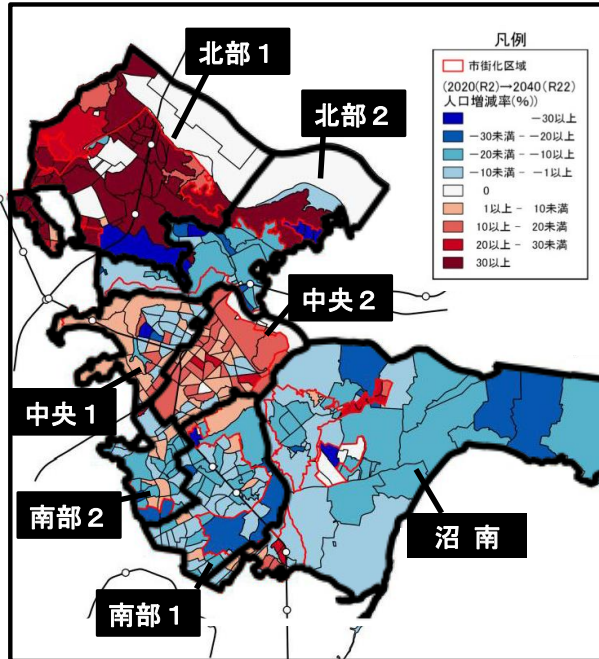 北部１
北部２
中央２
中央１
南部２
南部１
沼 南
凡例
市街化区域
(2020(R2)→2040(R22)
人口増減率(%))
−30以上
−30未満 - −20以上
−20未満 - −10以上
−10未満 - −1以上
0
1以上 - 10未満
10以上 - 20未満
20以上 - 30未満
30以上